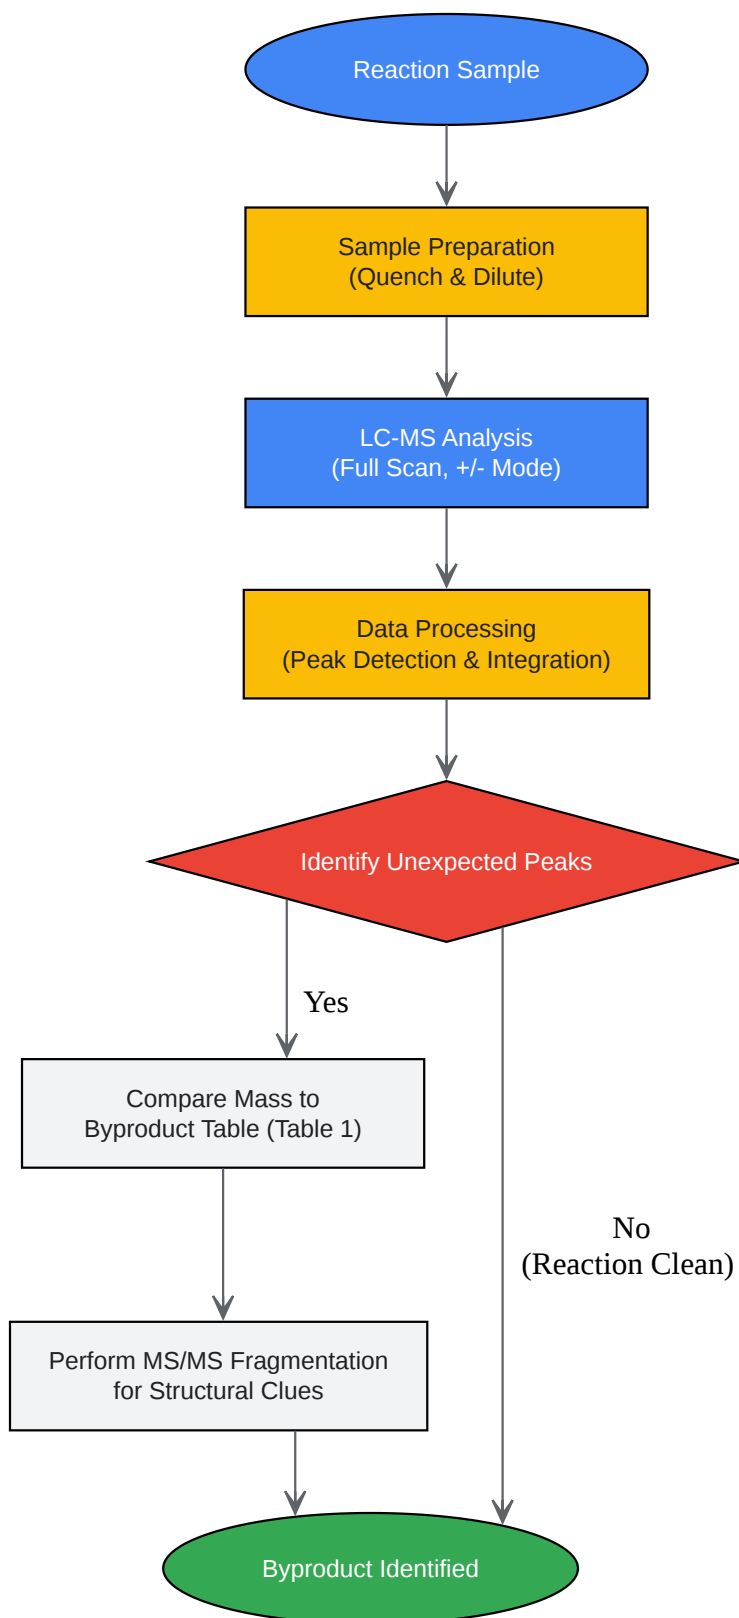 Reaction Sample
Sample Preparation
(Quench & Dilute)
LC-MS Analysis
(Full Scan, +/- Mode)
Data Processing
(Peak Detection & Integration)
Identify Unexpected Peaks
Yes
Compare Mass to
Byproduct Table (Table 1)
No
(Reaction Clean)
Perform MS/MS Fragmentation
for Structural Clues
Byproduct Identified